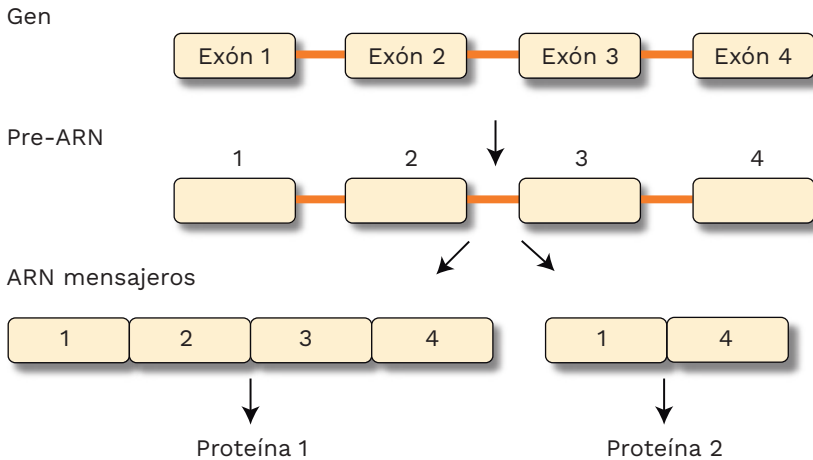 Gen
Exón 1 Exón 2 Exón 3 Exón 4
Pre-ARN
1 2 3 4
ARN mensajeros
1 2 3 4 1 4
Proteína 1 Proteína 2